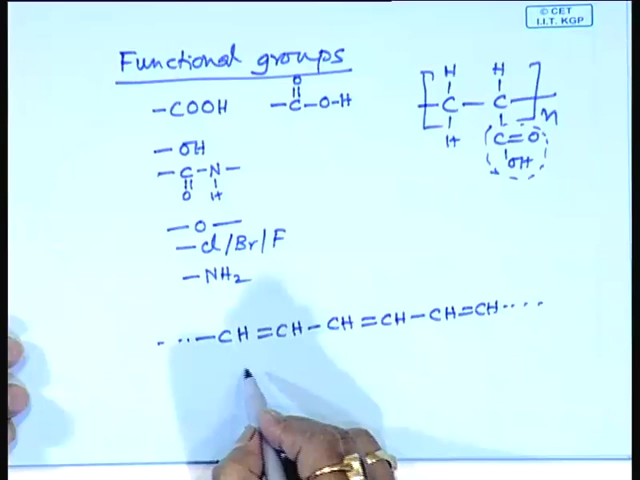 © CET
I.I.T. KGP
Functional groups
-COOH
O
-C-O-H
-OH
-C-N-
O H
-O-
-Cl/Br/F
-NH2
H H
-C-C-
n
H C=O
OH
....-CH=CH-CH=CH-CH=CH....